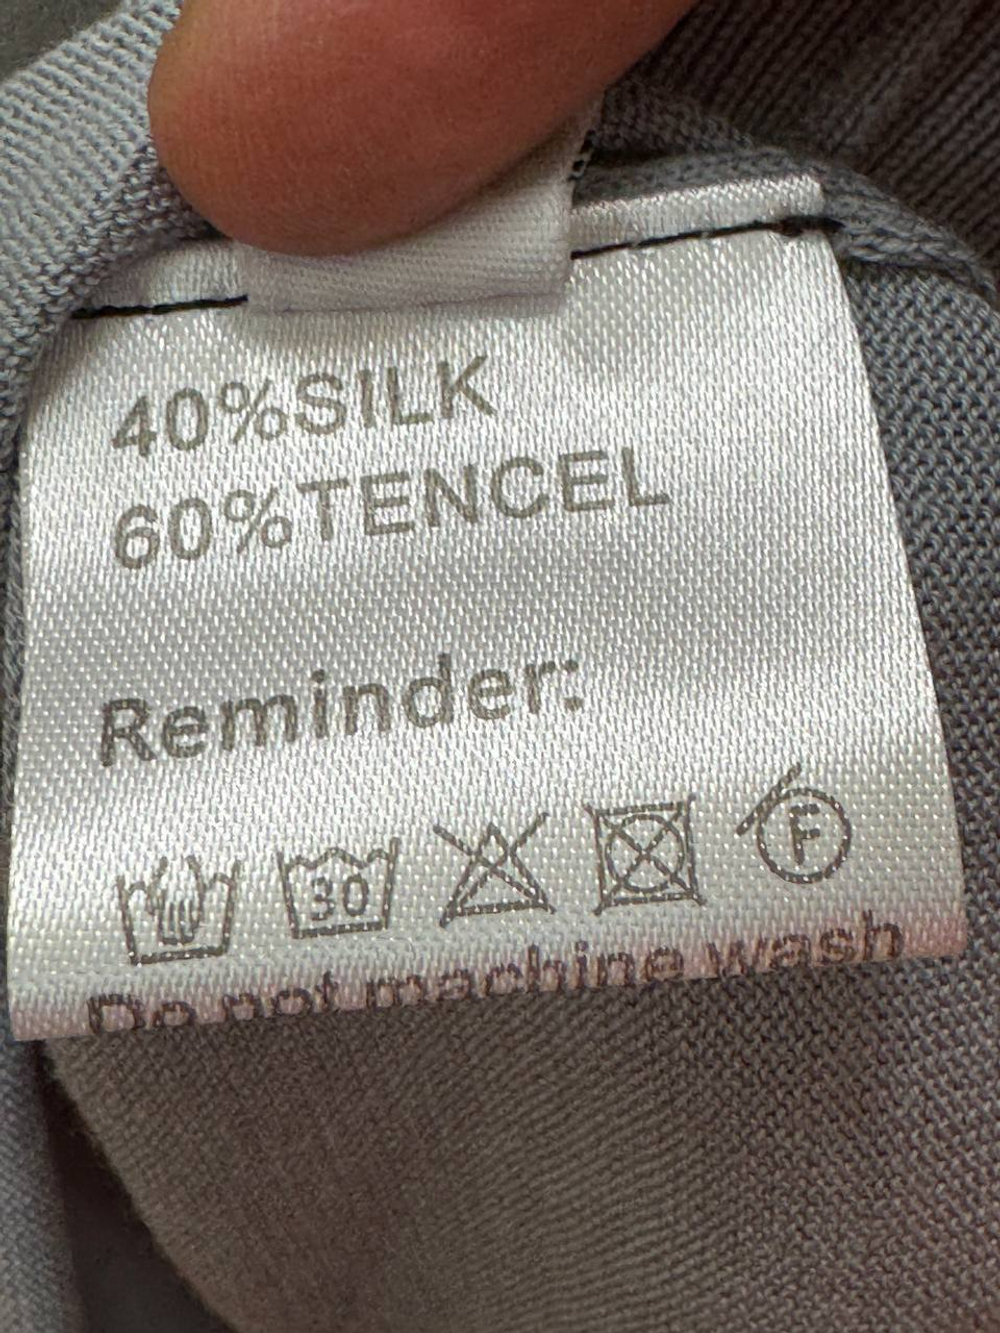 40%SILK
60%TENCEL
Reminder:
30 F
Do not machine wash